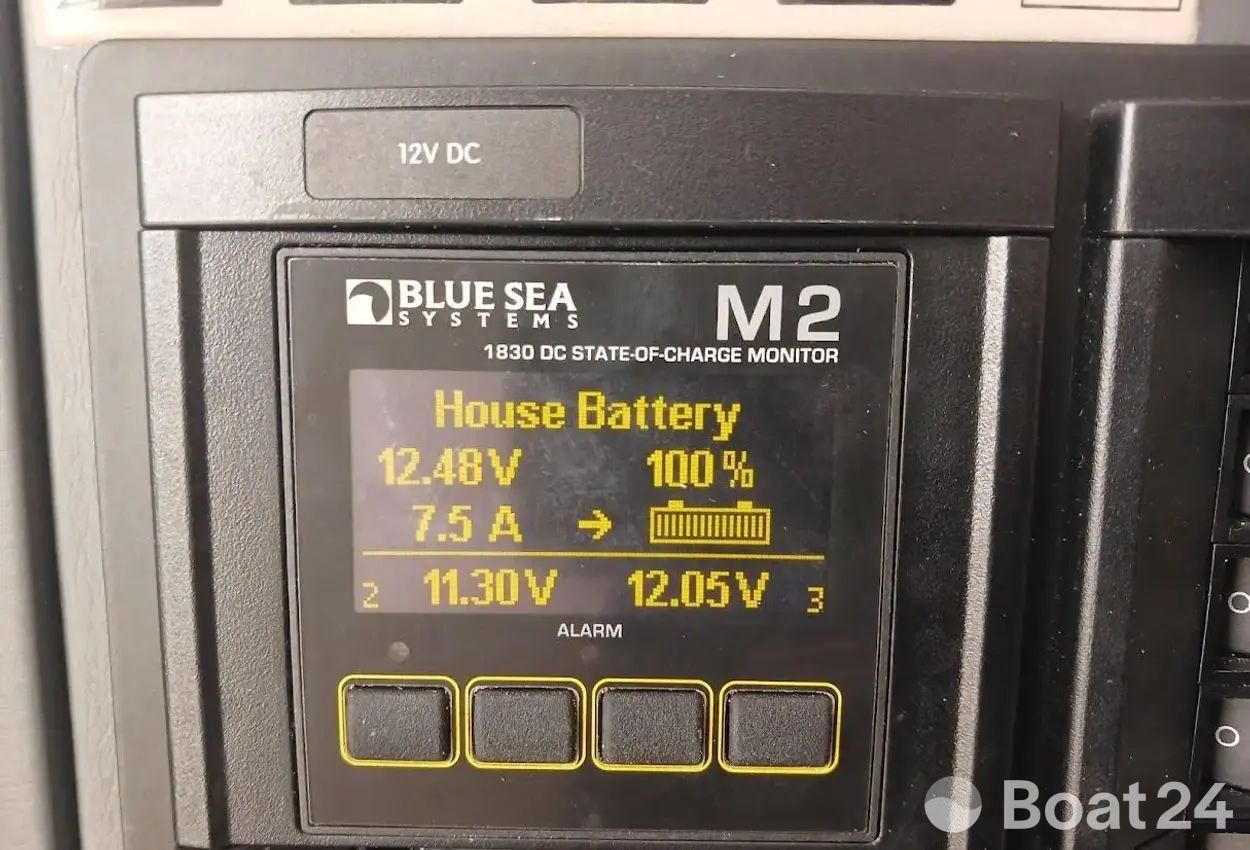 12V DC
BLUE SEA
SYSTEMS
M2
1830 DC STATE-OF-CHARGE MONITOR
House Battery
12.48V 100%
7.5 A →
2 11.30V 12.05V 3
ALARM
Boat24